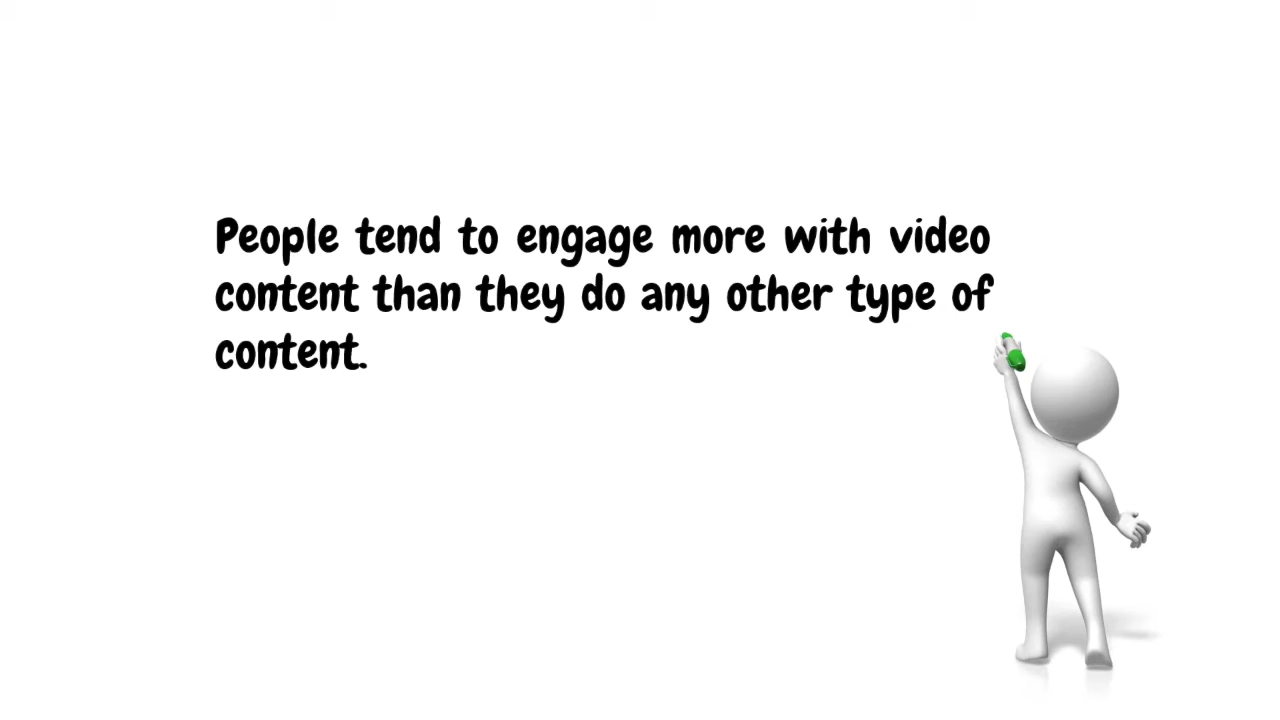 People tend to engage more with video
content than they do any other type of
content.